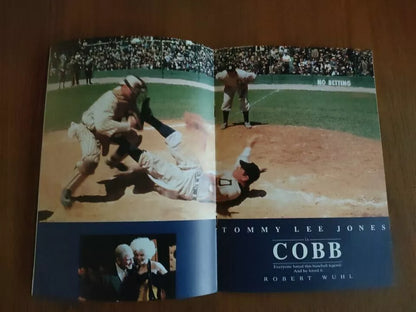 NO BETTING
TOMMY LEE JONES
COBB
Everyone hated this baseball legend.
And he loved it.
ROBERT WUHL